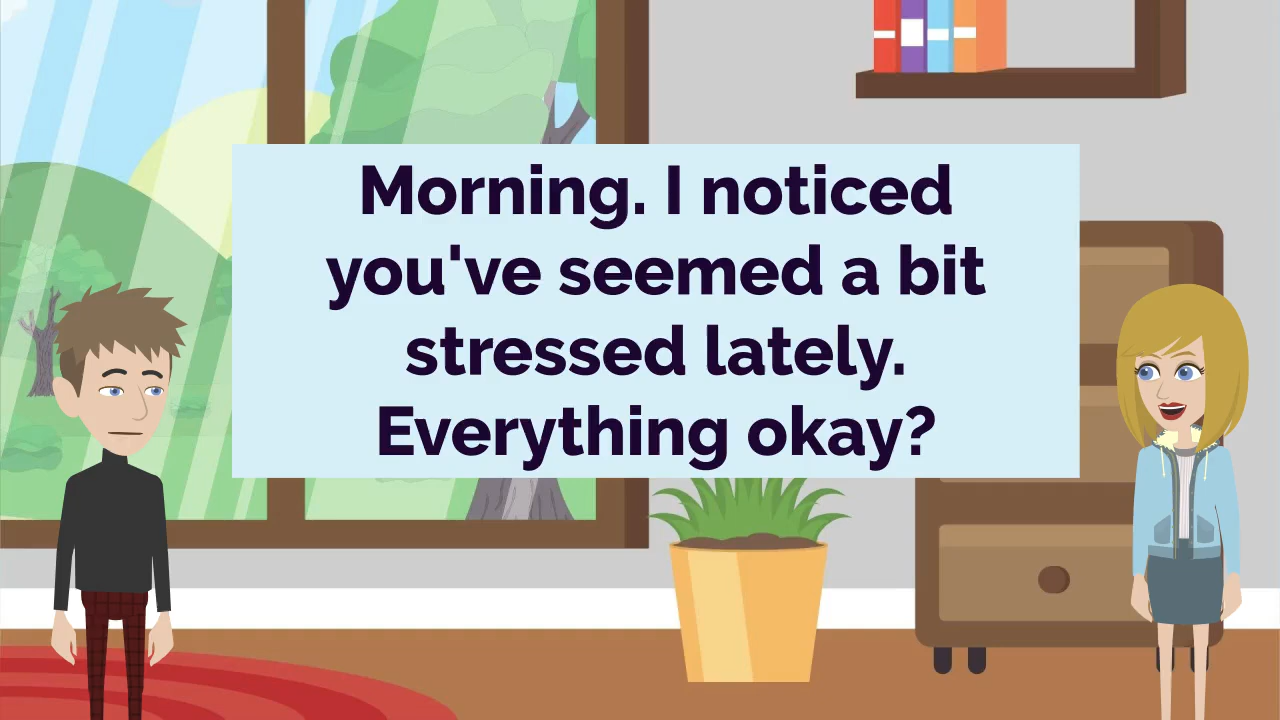 Morning. I noticed
you've seemed a bit
stressed lately.
Everything okay?